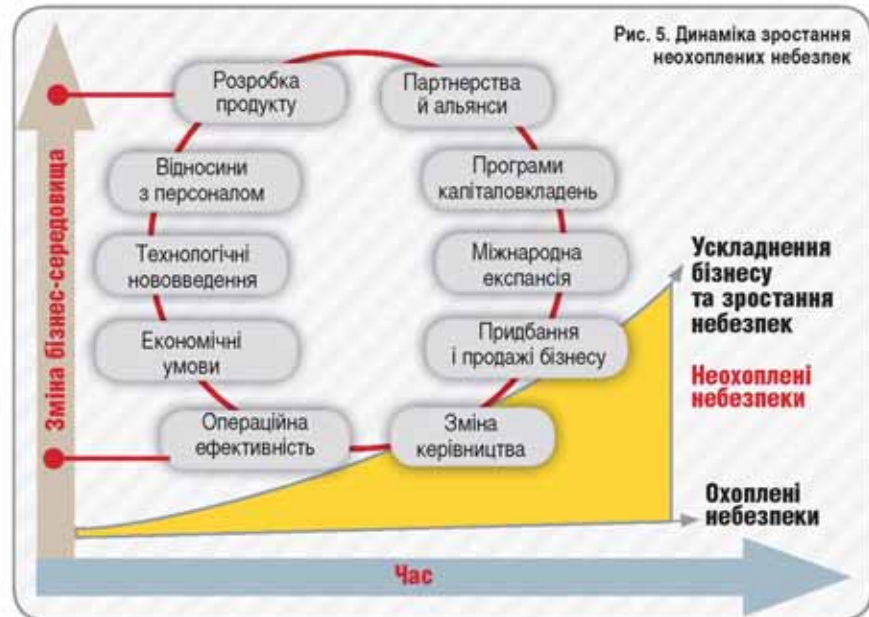 Рис. 5. Динаміка зростання
неохоплених небезпек
Зміна бізнес-середовища
Розробка
продукту
Партнерства
й альянси
Відносини
з персоналом
Програми
капіталовкладень
Технологічні
нововведення
Міжнародна
експансія
Економічні
умови
Придбання
і продажі бізнесу
Операційна
ефективність
Зміна
керівництва
Ускладнення
бізнесу
та зростання
небезпек
Неохоплені
небезпеки
Охоплені
небезпеки
Час